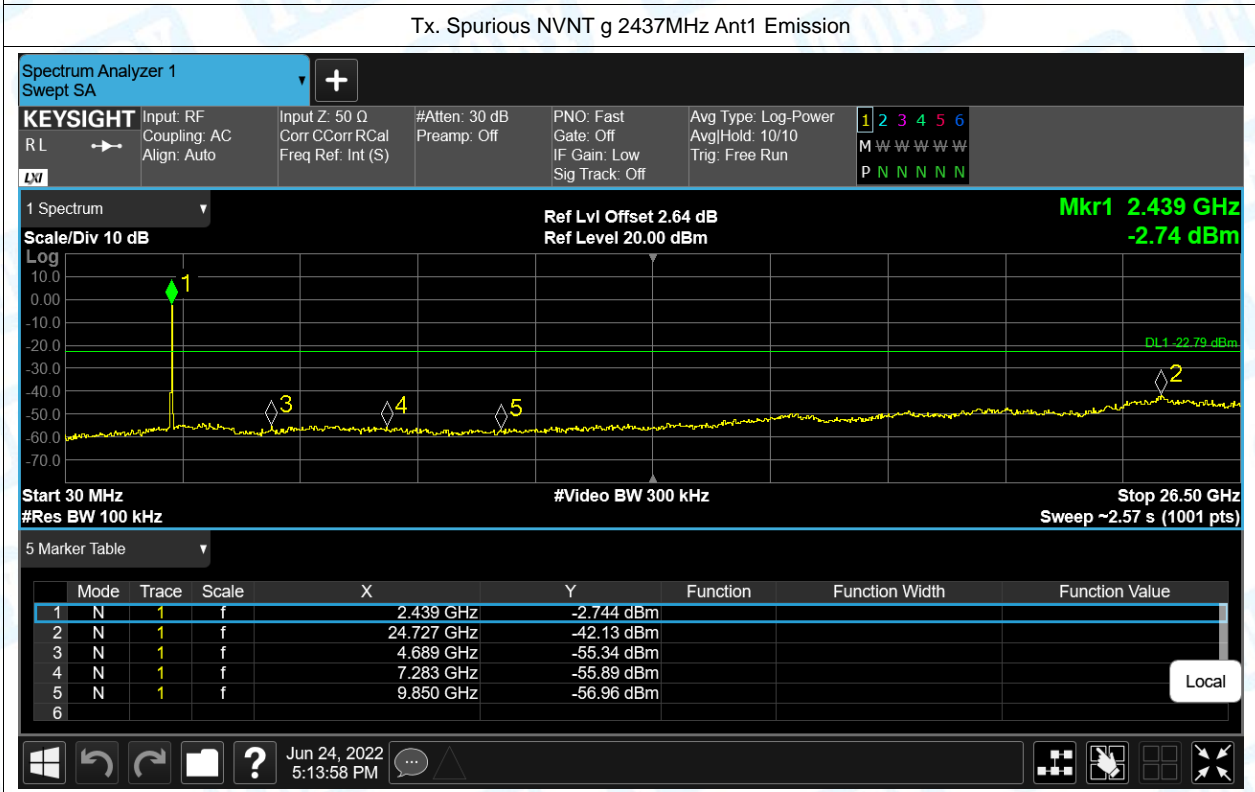 Tx. Spurious NVNT g 2437MHz Ant1 Emission
Spectrum Analyzer 1
Swept SA
KEYSIGHT
R L
LXI
Input: RF
Coupling: AC
Align: Auto
Input Z: 50 Ω
Corr CCorr RCal
Freq Ref: Int (S)
#Atten: 30 dB
Preamp: Off
PNO: Fast
Gate: Off
IF Gain: Low
Sig Track: Off
Avg Type: Log-Power
Avg|Hold: 10/10
Trig: Free Run
1 2 3 4 5 6
M W W W W W
P N N N N N
1 Spectrum
Scale/Div 10 dB
Log
Ref Lvl Offset 2.64 dB
Ref Level 20.00 dBm
Mkr1 2.439 GHz
-2.74 dBm
10.0
0.00
-10.0
-20.0
-30.0
-40.0
-50.0
-60.0
-70.0
1
DL1 -22.79 dBm
2
3
4
5
Start 30 MHz
#Res BW 100 kHz
#Video BW 300 kHz
Stop 26.50 GHz
Sweep ~2.57 s (1001 pts)
5 Marker Table
Mode Trace Scale X Y Function Function Width Function Value
1 N 1 f 2.439 GHz -2.744 dBm
2 N 1 f 24.727 GHz -42.13 dBm
3 N 1 f 4.689 GHz -55.34 dBm
4 N 1 f 7.283 GHz -55.89 dBm
5 N 1 f 9.850 GHz -56.96 dBm
6
Local
Jun 24, 2022
5:13:58 PM